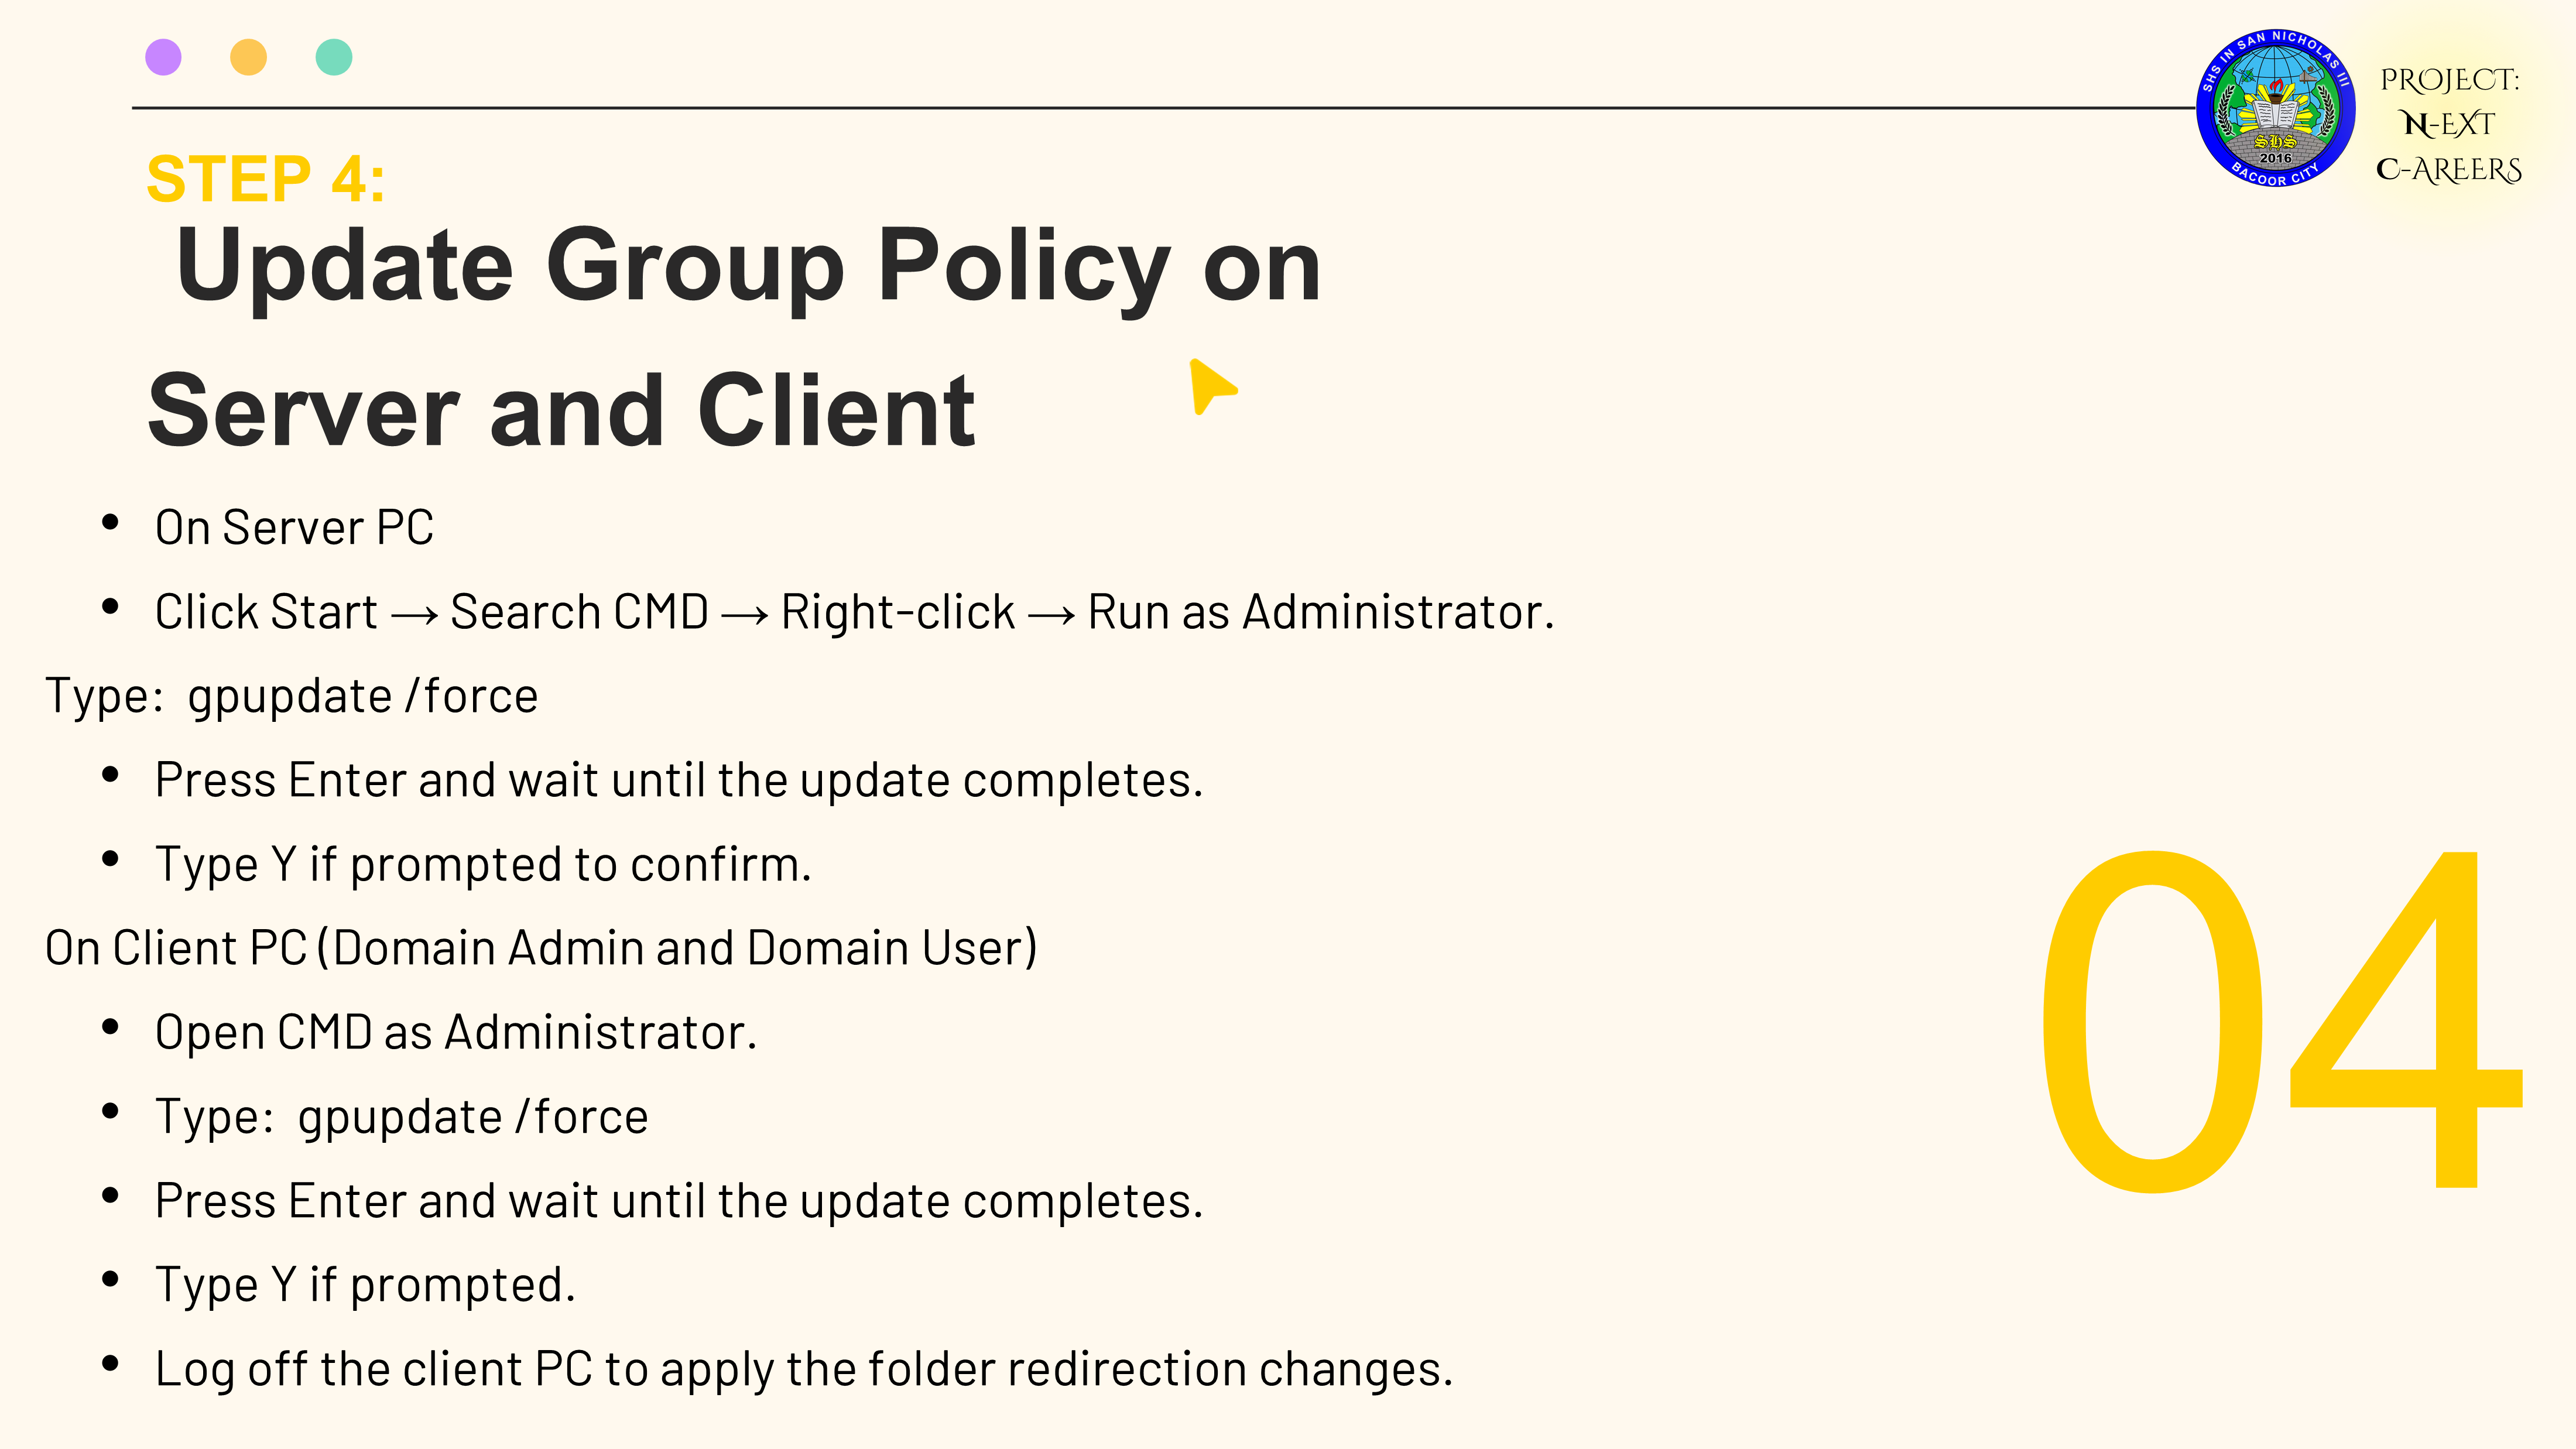 SHS IN SAN NICHOLAS III
SHS
2016
BACOOR CITY
PROJECT:
N-EXT
C-AREERS
STEP 4:
Update Group Policy on
Server and Client
• On Server PC
• Click Start → Search CMD → Right-click → Run as Administrator.
Type: gpupdate /force
• Press Enter and wait until the update completes.
• Type Y if prompted to confirm.
On Client PC (Domain Admin and Domain User)
• Open CMD as Administrator.
• Type: gpupdate /force
• Press Enter and wait until the update completes.
• Type Y if prompted.
• Log off the client PC to apply the folder redirection changes.
04